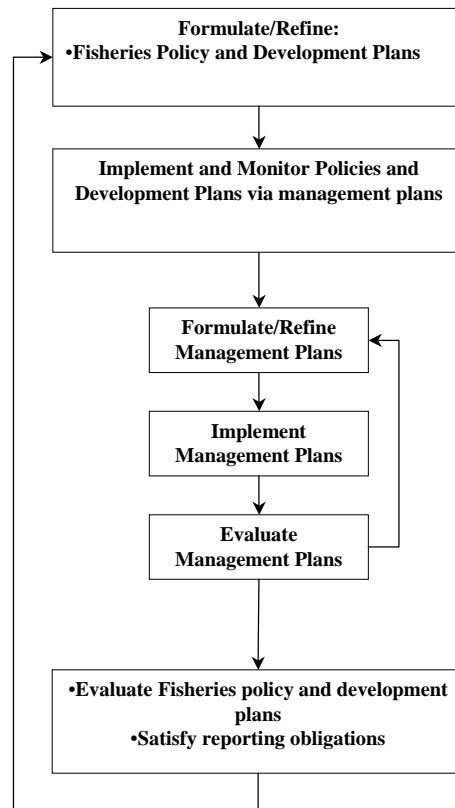 Formulate/Refine:
•Fisheries Policy and Development Plans
Implement and Monitor Policies and
Development Plans via management plans
Formulate/Refine
Management Plans
Implement
Management Plans
Evaluate
Management Plans
•Evaluate Fisheries policy and development
plans
•Satisfy reporting obligations